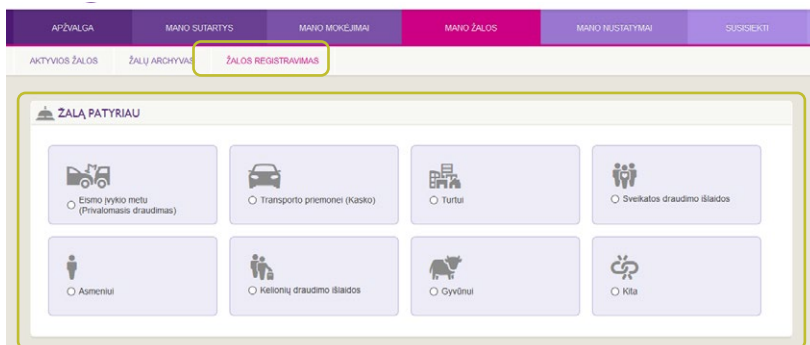 APŽVALGA MANO SUTARTYS MANO MOKĖJIMAI MANO ŽALOS MANO NUSTATYMAI SUSISIEKTI
AKTYVIOS ŽALOS ŽALŲ ARCHYVAS ŽALOS REGISTRAVIMAS
ŽALĄ PATYRIAU
Eismo įvykio metu
(Privalomasis draudimas)
Transporto priemonei (Kasko)
Turtui
Sveikatos draudimo išlaidos
Asmeniui
Kelionių draudimo išlaidos
Gyvūnui
Kita